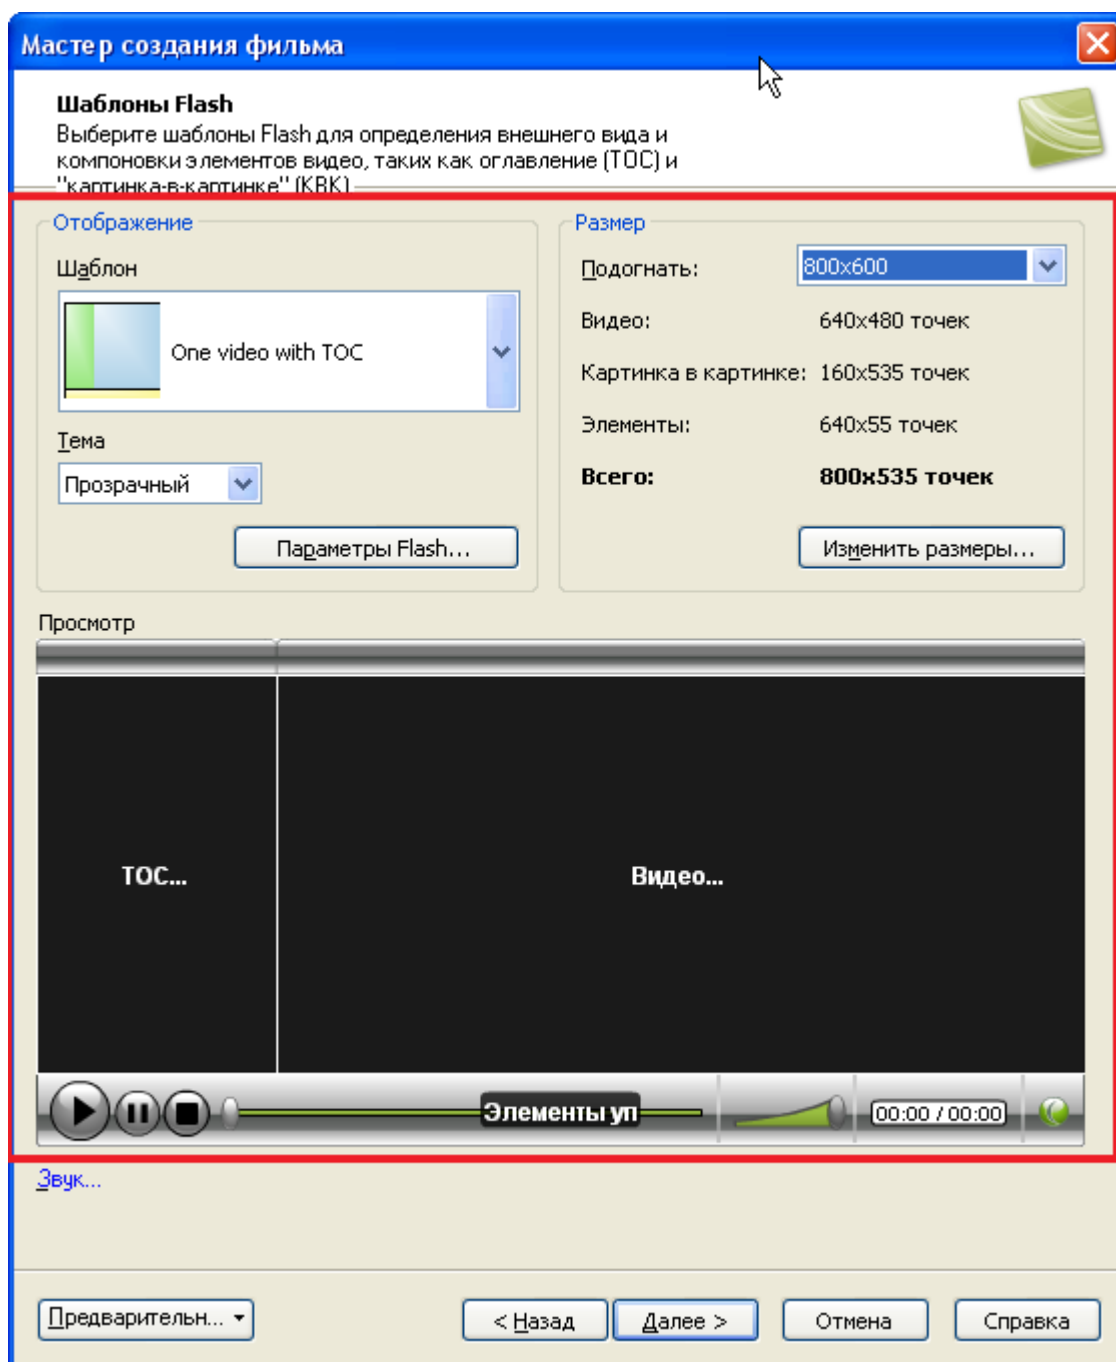 Мастер создания фильма
Шаблоны Flash
Выберите шаблоны Flash для определения внешнего вида и
компоновки элементов видео, таких как оглавление (TOC) и
"картинка-в-картинке" (КВК)
Отображение
Шаблон
One video with TOC
Тема
Прозрачный
Параметры Flash...
Размер
Подогнать: 800x600
Видео: 640x480 точек
Картинка в картинке: 160x535 точек
Элементы: 640x55 точек
Всего: 800x535 точек
Изменить размеры...
Просмотр
TOC... Видео...
Элементы уп 00:00 / 00:00
Звук...
Предварительн... < Назад Далее > Отмена Справка